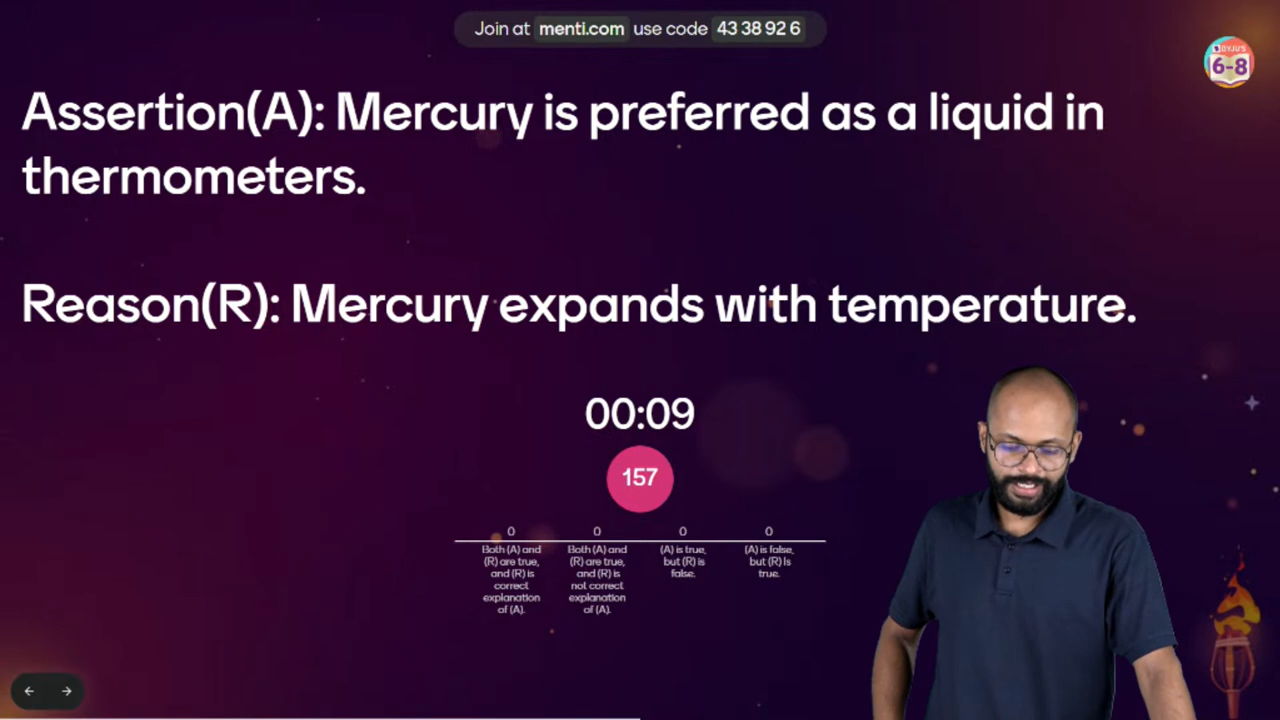 Join at menti.com use code 43 38 92 6
BYJU'S
6-8
Assertion(A): Mercury is preferred as a liquid in
thermometers.
Reason(R): Mercury expands with temperature.
00:09
157
0
Both (A) and
(R) are true,
and (R) is
correct
explanation
of (A).
0
Both (A) and
(R) are true,
and (R) is
not correct
explanation
of (A).
0
(A) is true,
but (R) is
false.
0
(A) is false,
but (R) is
true.